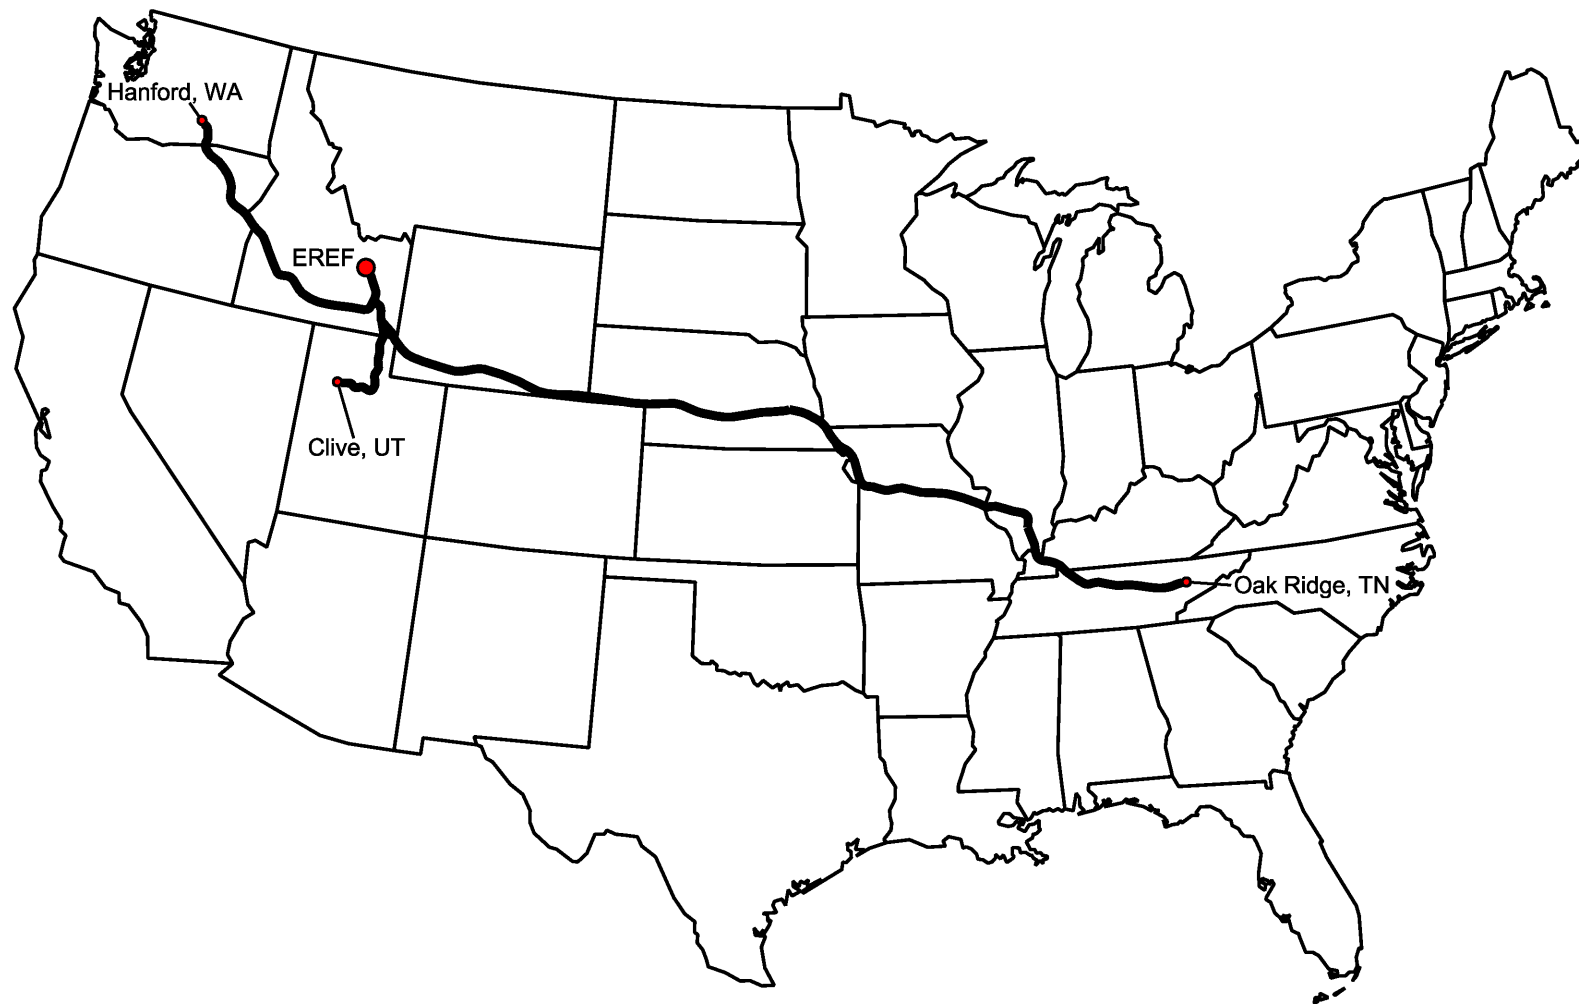 Hanford, WA
EREF
Clive, UT
Oak Ridge, TN